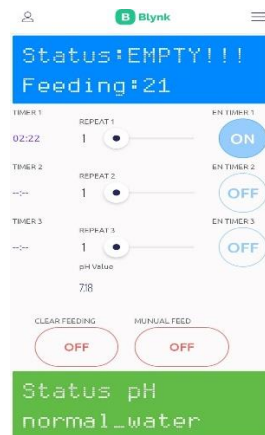 B Blynk
Status:EMPTY!!!
Feeding:21
TIMER 1
REPEAT 1
EN TIMER 1
02:22
1
ON
TIMER 2
REPEAT 2
EN TIMER 2
--:--
1
OFF
TIMER 3
REPEAT 3
EN TIMER 3
--:--
1
OFF
pH Value
7.18
CLEAR FEEDING
MUNUAL FEED
OFF
OFF
Status pH
normal_water